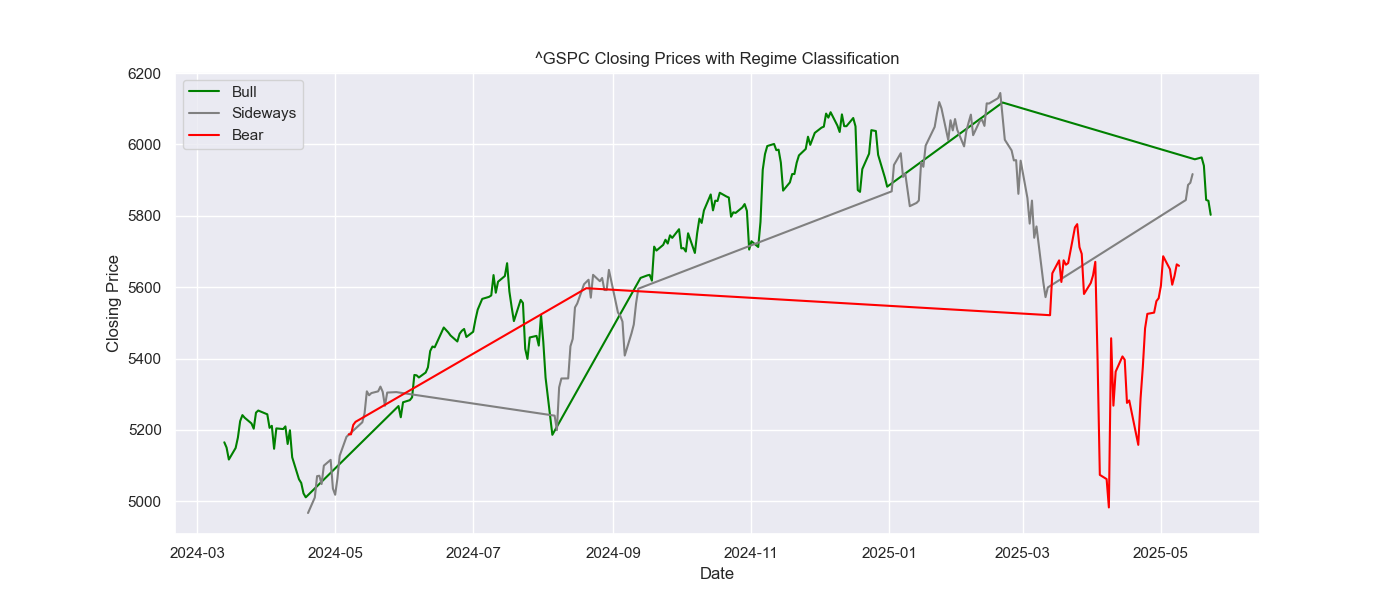 ^GSPC Closing Prices with Regime Classification
Bull
Sideways
Bear
Closing Price
6200
6000
5800
5600
5400
5200
5000
2024-03
2024-05
2024-07
2024-09
2024-11
2025-01
2025-03
2025-05
Date